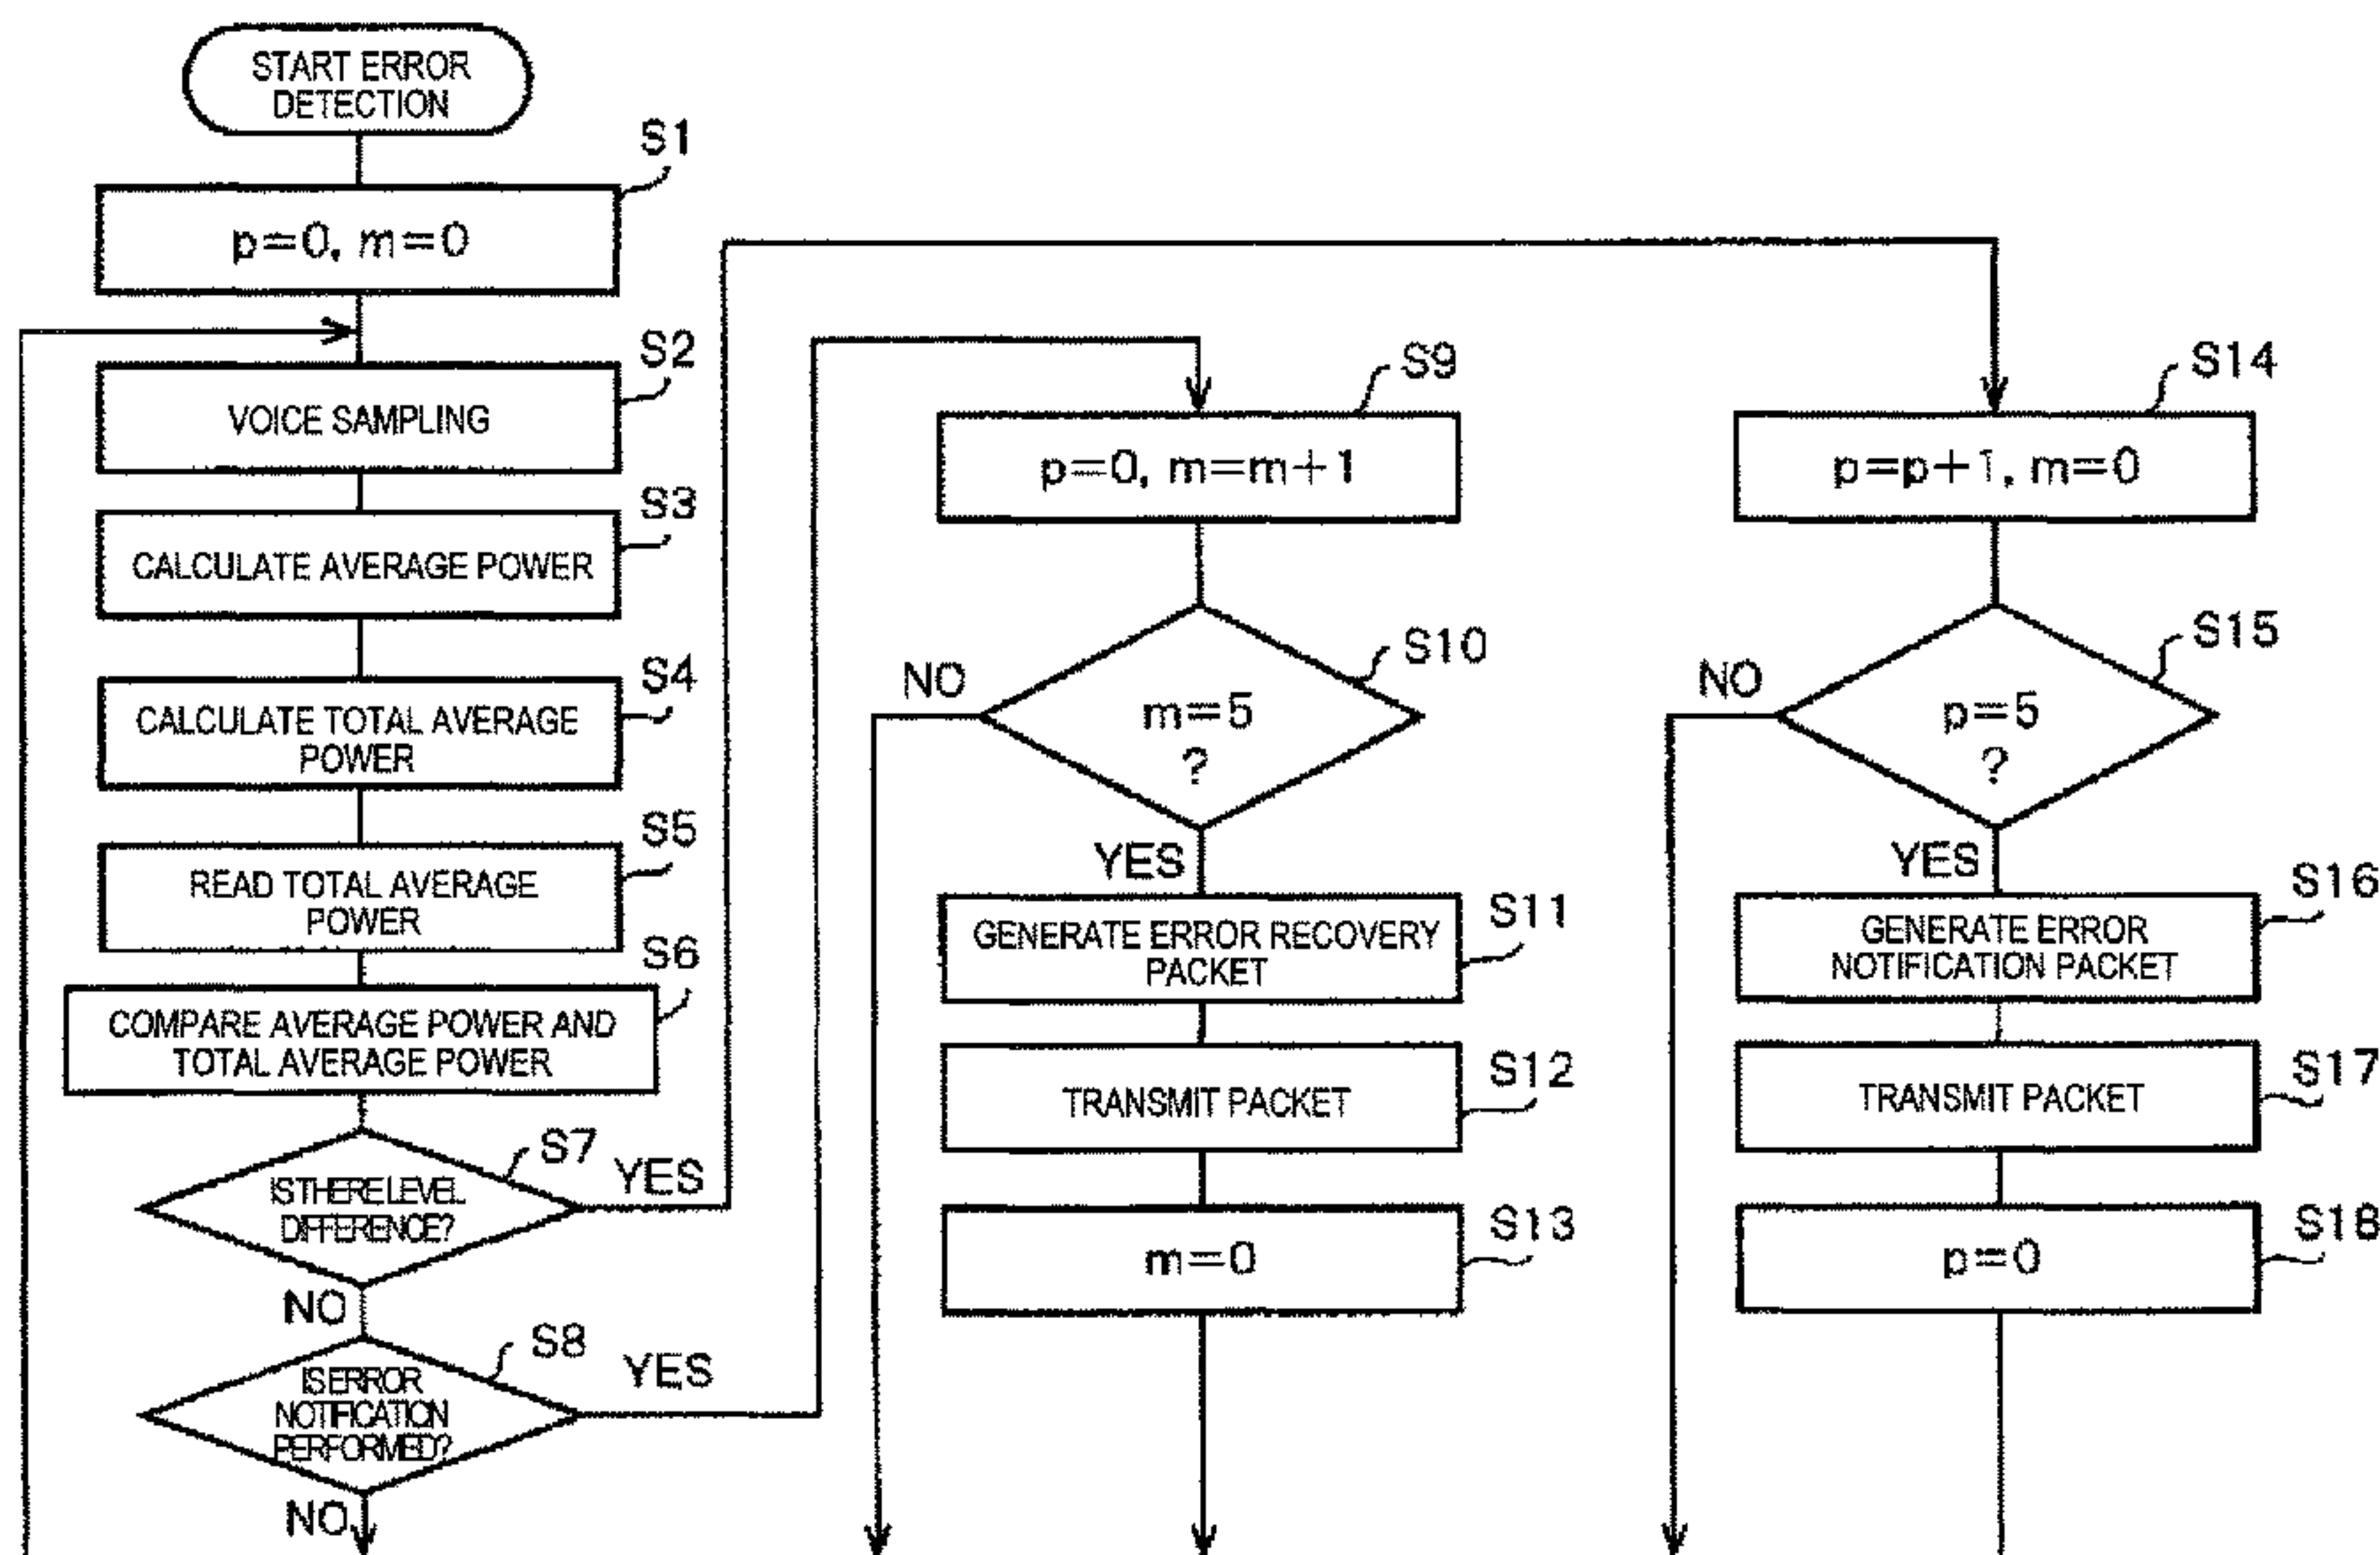 START ERROR
DETECTION
S1
p=0, m=0
S2
VOICE SAMPLING
S3
CALCULATE AVERAGE POWER
S4
CALCULATE TOTAL AVERAGE
POWER
S5
READ TOTAL AVERAGE
POWER
S6
COMPARE AVERAGE POWER AND
TOTAL AVERAGE POWER
S7
IS THERE LEVEL
DIFFERENCE?
YES
NO
S8
IS ERROR
NOTIFICATION
PERFORMED?
YES
NO
S9
p=0, m=m+1
S10
m=5
?
NO
YES
S11
GENERATE ERROR RECOVERY
PACKET
S12
TRANSMIT PACKET
S13
m=0
S14
p=p+1, m=0
S15
p=5
?
NO
YES
S16
GENERATE ERROR
NOTIFICATION PACKET
S17
TRANSMIT PACKET
S18
p=0